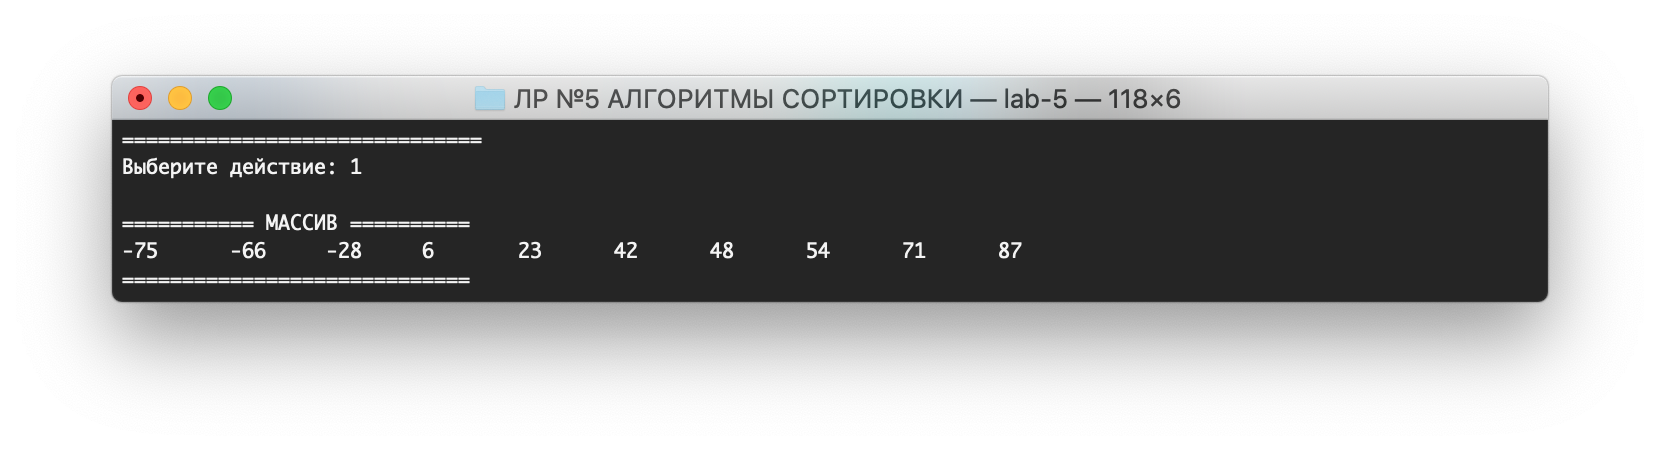 ЛР №5 АЛГОРИТМЫ СОРТИРОВКИ — lab-5 — 118×6
==============================
Выберите действие: 1
=========== МАССИВ ==========
-75 -66 -28 6 23 42 48 54 71 87
=============================